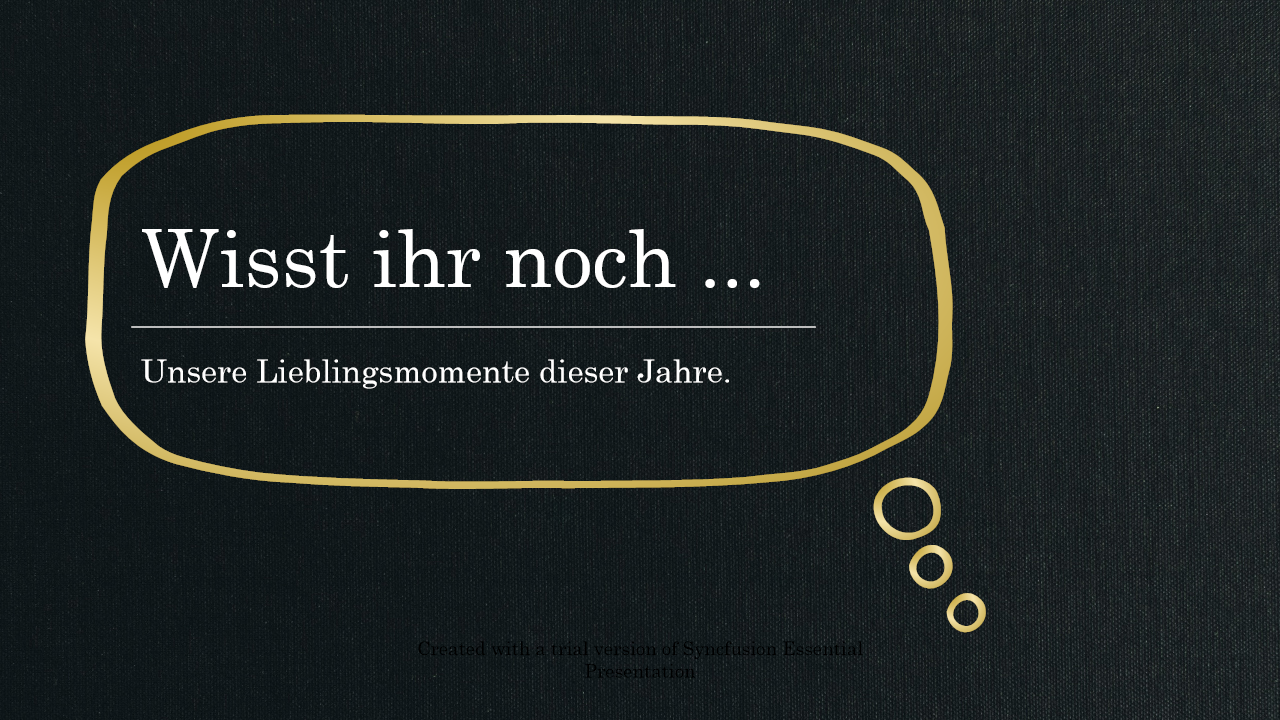 Wisst ihr noch ...
Unsere Lieblingsmomente dieser Jahre.
Created with a trial version of Syncfusion Essential
Presentation